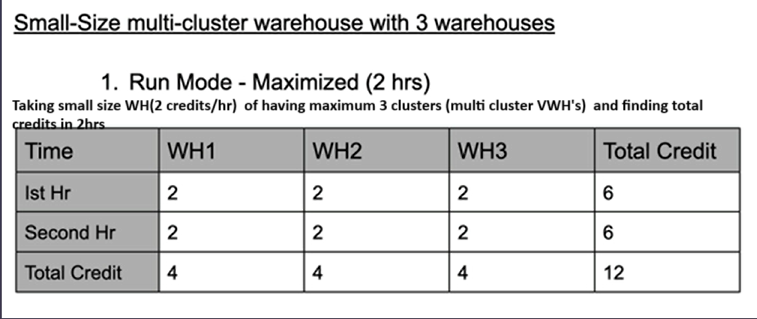 Small-Size multi-cluster warehouse with 3 warehouses
1. Run Mode - Maximized (2 hrs)
Taking small size WH(2 credits/hr) of having maximum 3 clusters (multi cluster VWH's) and finding total
credits in 2hrs
Time WH1 WH2 WH3 Total Credit
Ist Hr 2 2 2 6
Second Hr 2 2 2 6
Total Credit 4 4 4 12